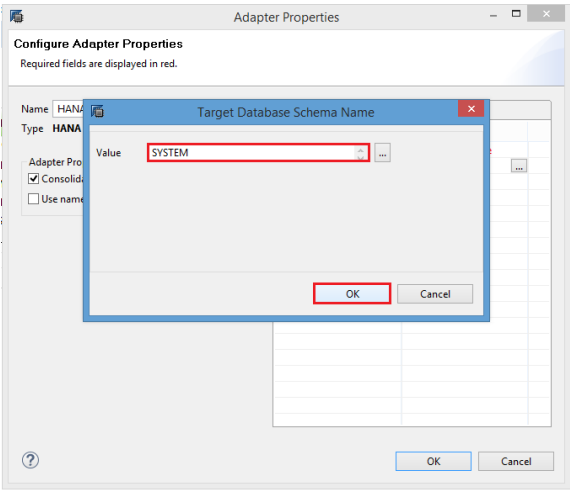 Adapter Properties
Configure Adapter Properties
Required fields are displayed in red.
Name HANA
Type HANA
Target Database Schema Name
Value SYSTEM ...
Adapter Pro
Consolida
Use name
...
OK Cancel
OK Cancel